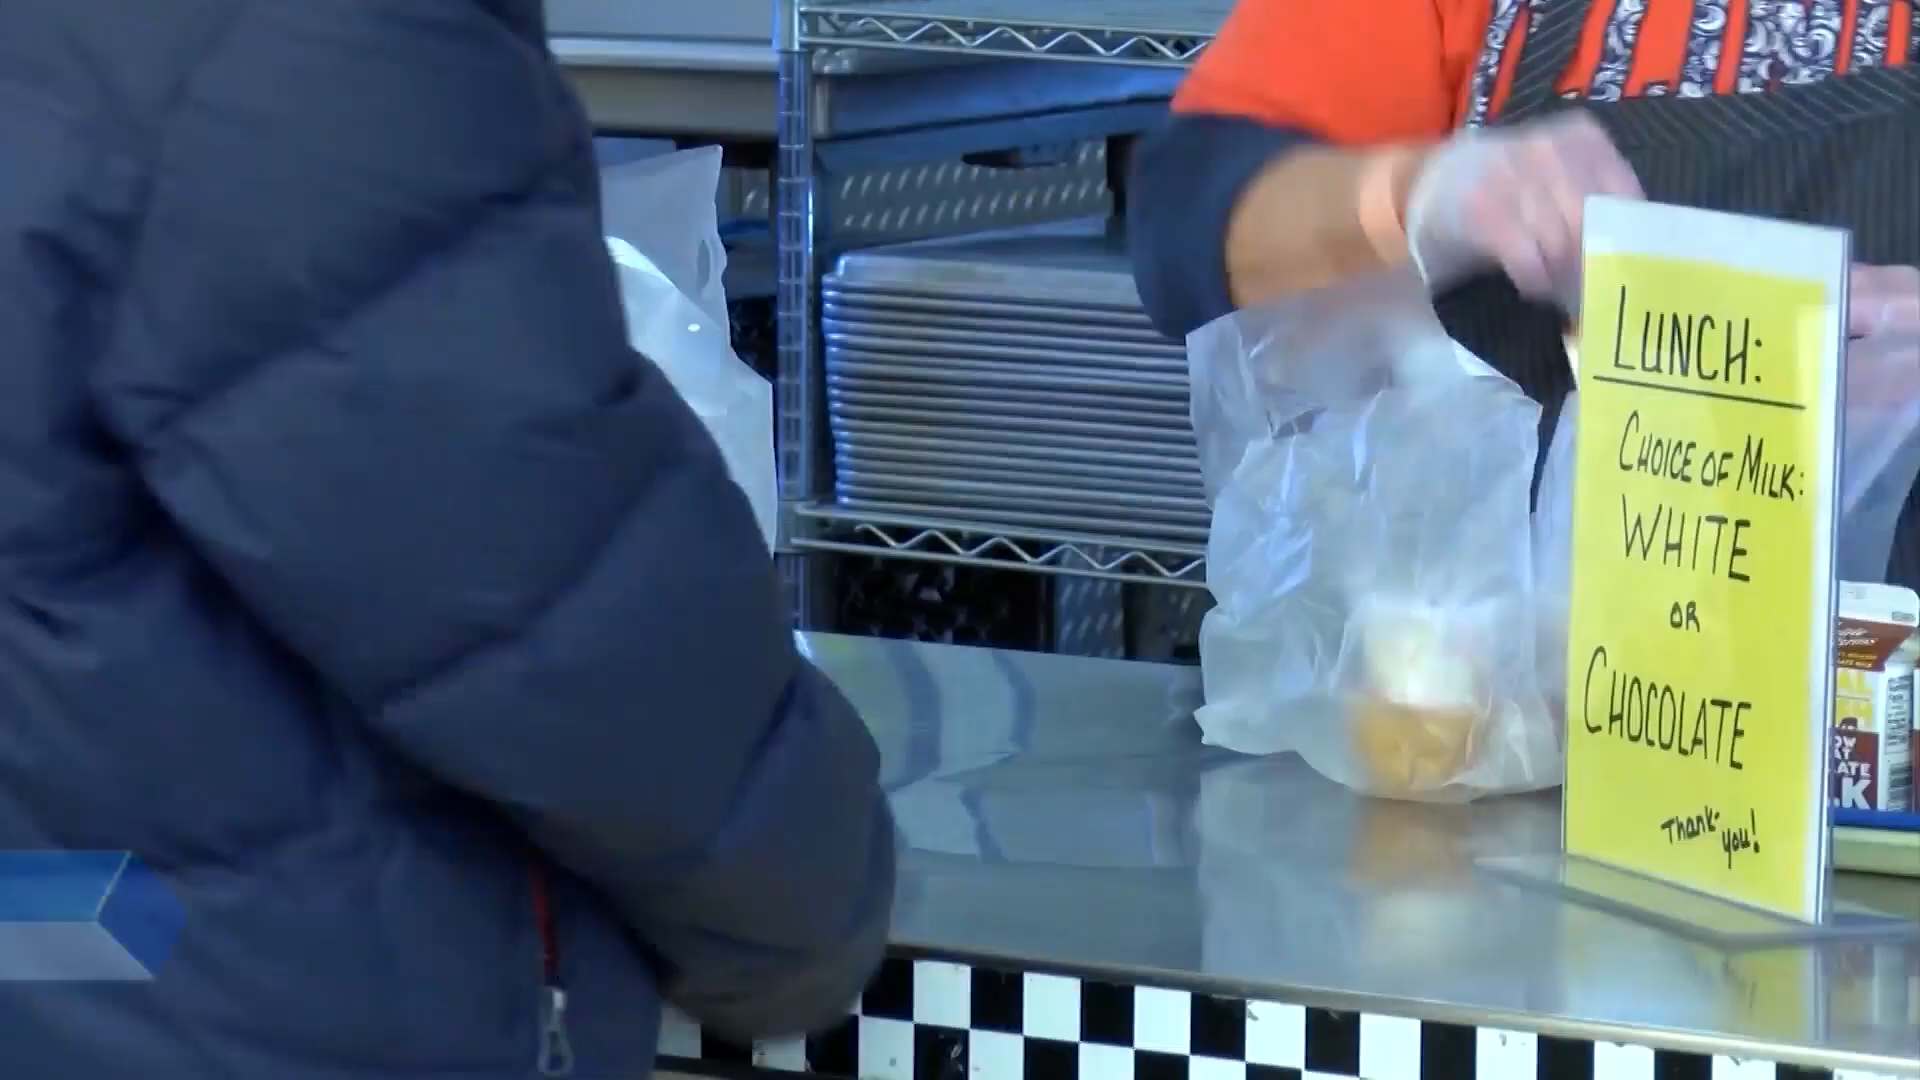 LUNCH:
CHOICE OF MILK:
WHITE
OR
CHOCOLATE
Thank-you!